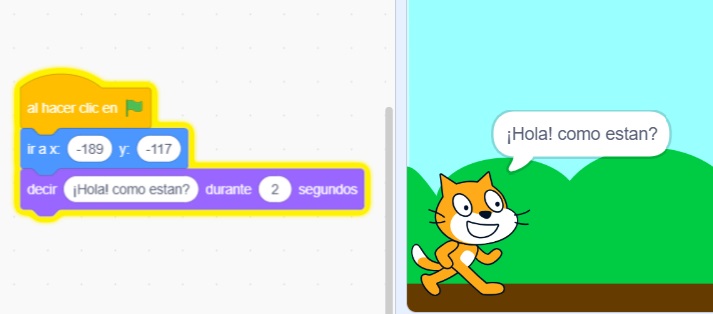 al hacer clic en
ir a x: -189 y: -117
decir ¡Hola! como estan? durante 2 segundos
¡Hola! como estan?